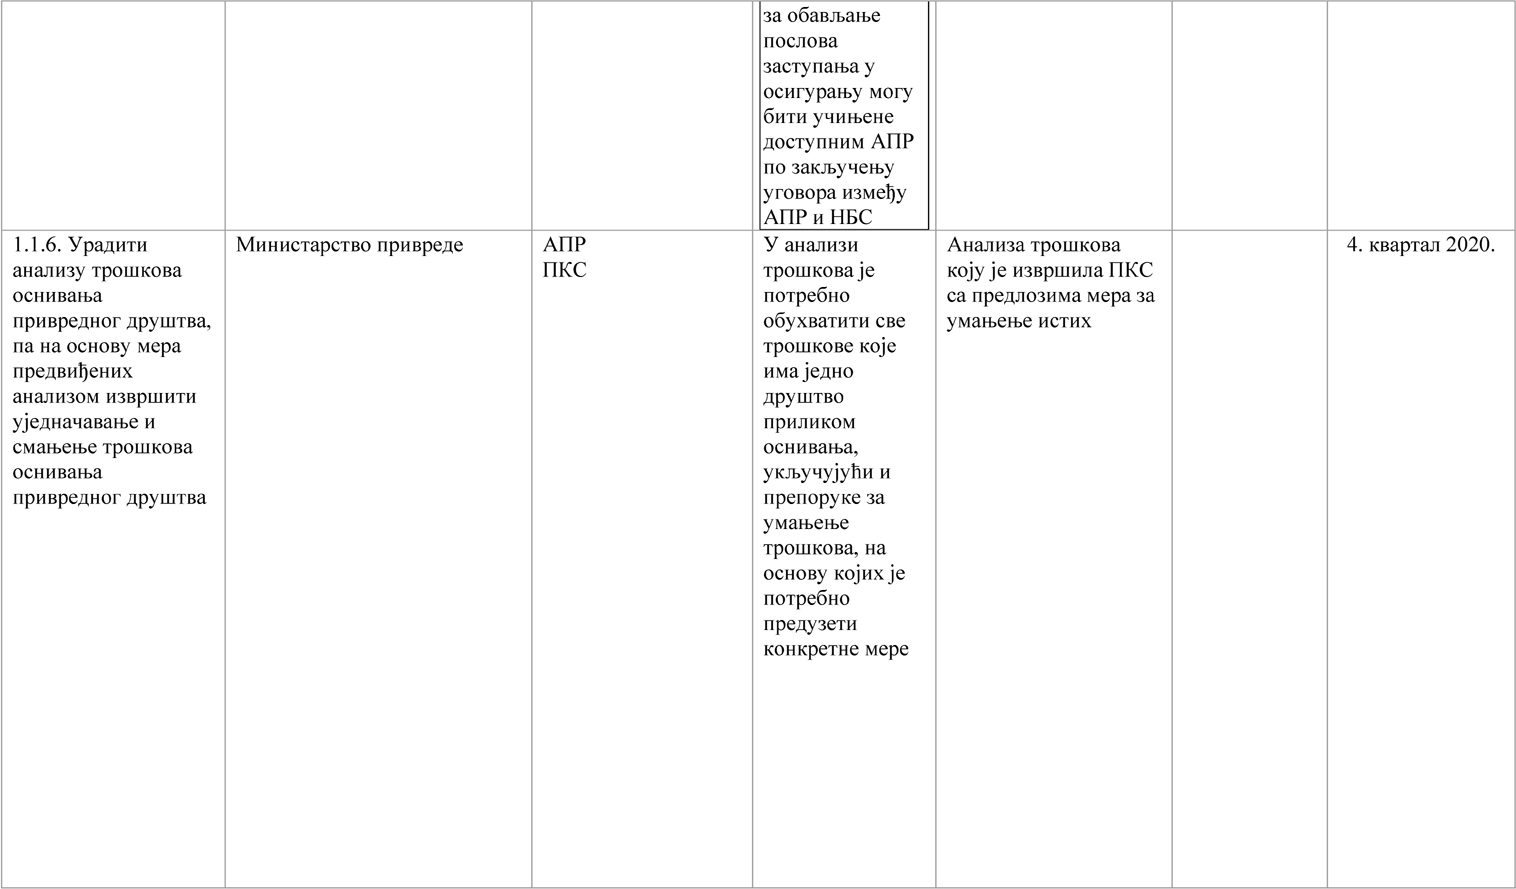 за обављање
послова
заступања у
осигурању могу
бити учињене
доступним АПР
по закључењу
уговора између
АПР и НБС
1.1.6. Урадити
анализу трошкова
оснивања
привредног друштва,
па на основу мера
предвиђених
анализом извршити
уједначавање и
смањење трошкова
оснивања
привредног друштва
Министарство привреде
АПР
ПКС
У анализи
трошкова је
потребно
обухватити све
трошкове које
има једно
друштво
приликом
оснивања,
укључујући и
препоруке за
умањење
трошкова, на
основу којих је
потребно
предузети
конкретне мере
Анализа трошкова
коју је извршила ПКС
са предлозима мера за
умањење истих
4. квартал 2020.